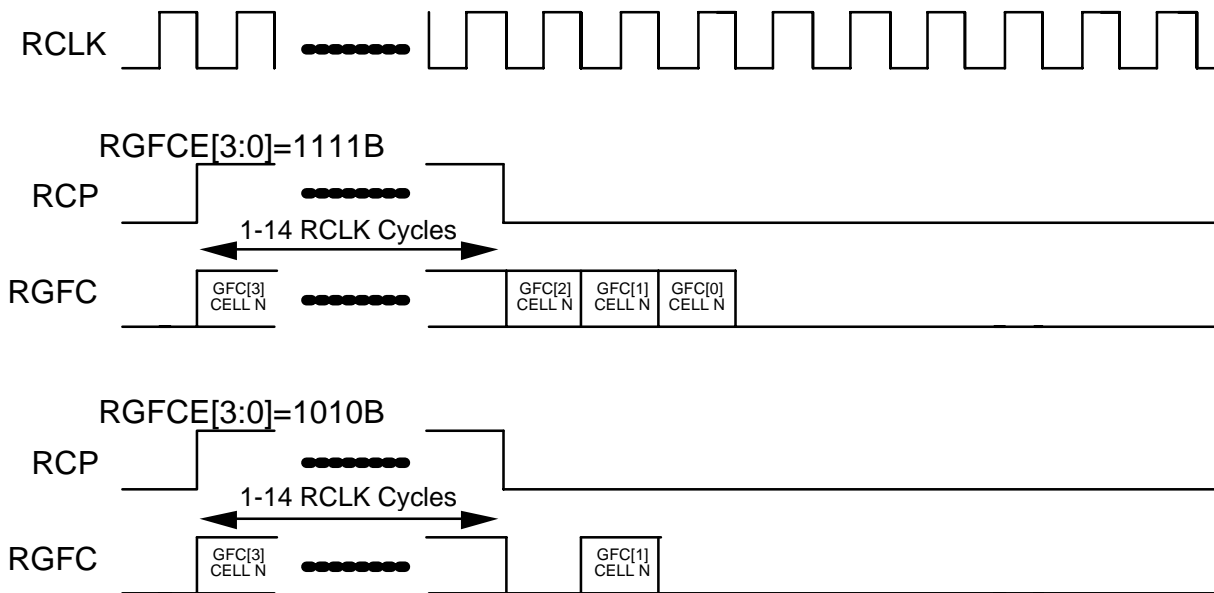 RCLK
RGFCE[3:0]=1111B
RCP
1-14 RCLK Cycles
RGFC
GFC[3]
CELL N
GFC[2]
CELL N
GFC[1]
CELL N
GFC[0]
CELL N
RGFCE[3:0]=1010B
RCP
1-14 RCLK Cycles
RGFC
GFC[3]
CELL N
GFC[1]
CELL N